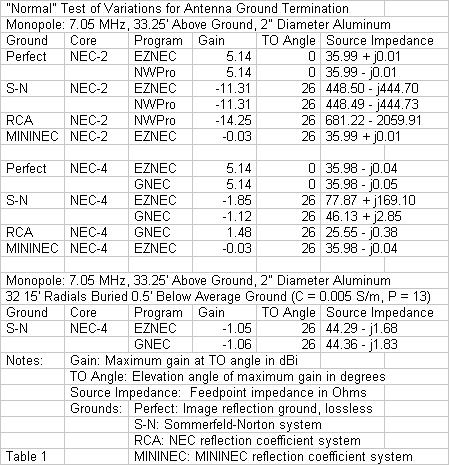 "Normal" Test of Variations for Antenna Ground Termination
Monopole: 7.05 MHz, 33.25' Above Ground, 2" Diameter Aluminum
Ground Core Program Gain TO Angle Source Impedance
Perfect NEC-2 EZNEC 5.14 0 35.99 + j0.01
NWPro 5.14 0 35.99 - j0.01
S-N NEC-2 EZNEC -11.31 26 448.50 - j444.70
NWPro -11.31 26 448.49 - j444.73
RCA NEC-2 NWPro -14.25 26 681.22 - 2059.91
MININEC NEC-2 EZNEC -0.03 26 35.99 + j0.01
Perfect NEC-4 EZNEC 5.14 0 35.98 - j0.04
GNEC 5.14 0 35.98 - j0.05
S-N NEC-4 EZNEC -1.85 26 77.87 + j169.10
GNEC -1.12 26 46.13 + j2.85
RCA NEC-4 GNEC 1.48 26 25.55 - j0.38
MININEC NEC-4 EZNEC -0.03 26 35.98 - j0.04
Monopole: 7.05 MHz, 33.25' Above Ground, 2" Diameter Aluminum
32 15' Radials Buried 0.5' Below Average Ground (C = 0.005 S/m, P = 13)
Ground Core Program Gain TO Angle Source Impedance
S-N NEC-4 EZNEC -1.05 26 44.29 - j1.68
GNEC -1.06 26 44.36 - j1.83
Notes: Gain: Maximum gain at TO angle in dBi
TO Angle: Elevation angle of maximum gain in degrees
Source Impedance: Feedpoint impedance in Ohms
Grounds: Perfect: Image reflection ground, lossless
S-N: Sommerfeld-Norton system
RCA: NEC reflection coefficient system
Table 1 MININEC: MININEC reflection coefficient system